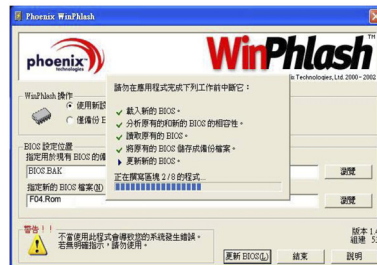 Phoenix WinPhlash
phoenix
technologies
WinPhlash
TM
Technologies, Ltd. 2000 - 2002
WinPhlash 操作
使用新設
僅備份 B
請勿在應用程式完成下列工作前中斷它：
載入新的 BIOS。
分析原有的和新的 BIOS 的相容性。
讀取原有的 BIOS。
將原有的 BIOS 儲存成備份檔案。
更新新的 BIOS。
正在撰寫區塊 2 / 8 的程式...
BIOS 設定位置
指定用於現有 BIOS 的備
BIOS.BAK
瀏覽
指定新的 BIOS 檔案(N)
F04.Rom
瀏覽
警告！！
不當使用此程式會導致您的系統發生錯誤。
若無明確指示，請勿使用。
版本 1.
組建 5
更新 BIOS(L)
結束
說明